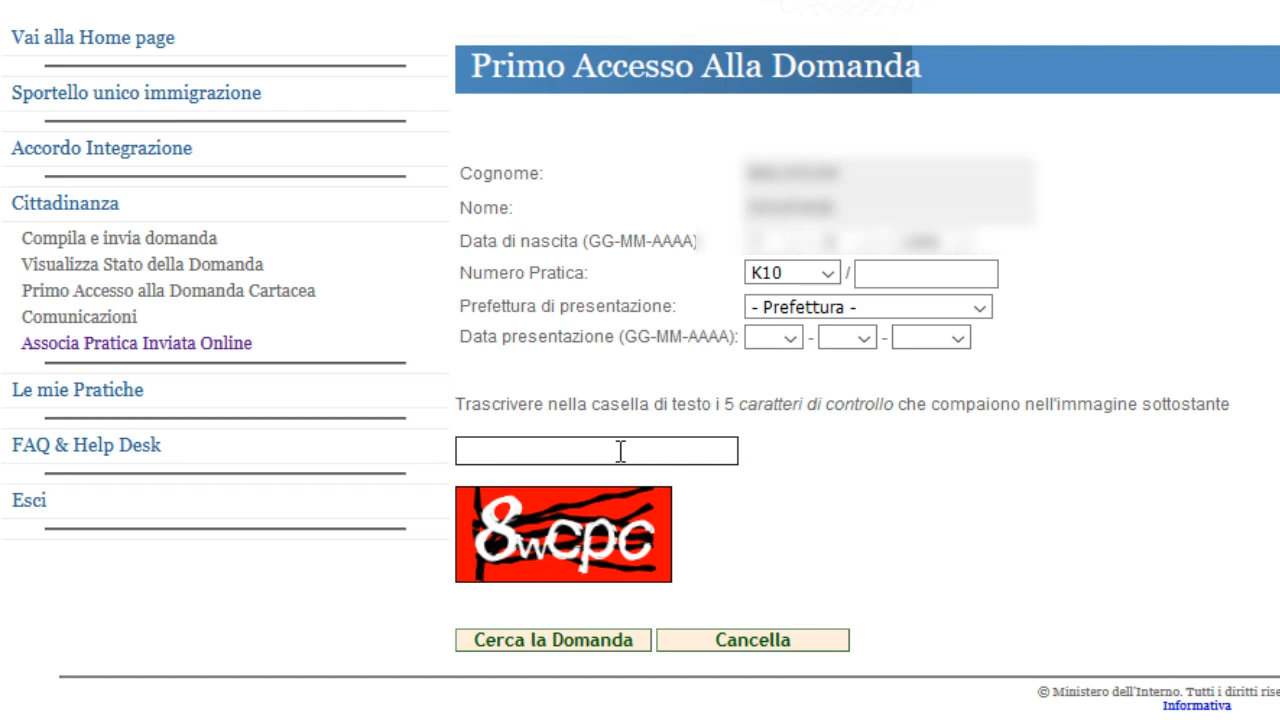 Vai alla Home page
Sportello unico immigrazione
Accordo Integrazione
Cittadinanza
Compila e invia domanda
Visualizza Stato della Domanda
Primo Accesso alla Domanda Cartacea
Comunicazioni
Associa Pratica Inviata Online
Le mie Pratiche
FAQ & Help Desk
Esci
Primo Accesso Alla Domanda
Cognome:
Nome:
Data di nascita (GG-MM-AAAA)
Numero Pratica: K10 /
Prefettura di presentazione: - Prefettura -
Data presentazione (GG-MM-AAAA): - -
Trascrivere nella casella di testo i 5 caratteri di controllo che compaiono nell'immagine sottostante
8wcpc
Cerca la Domanda Cancella
© Ministero dell'Interno. Tutti i diritti rise
Informativa